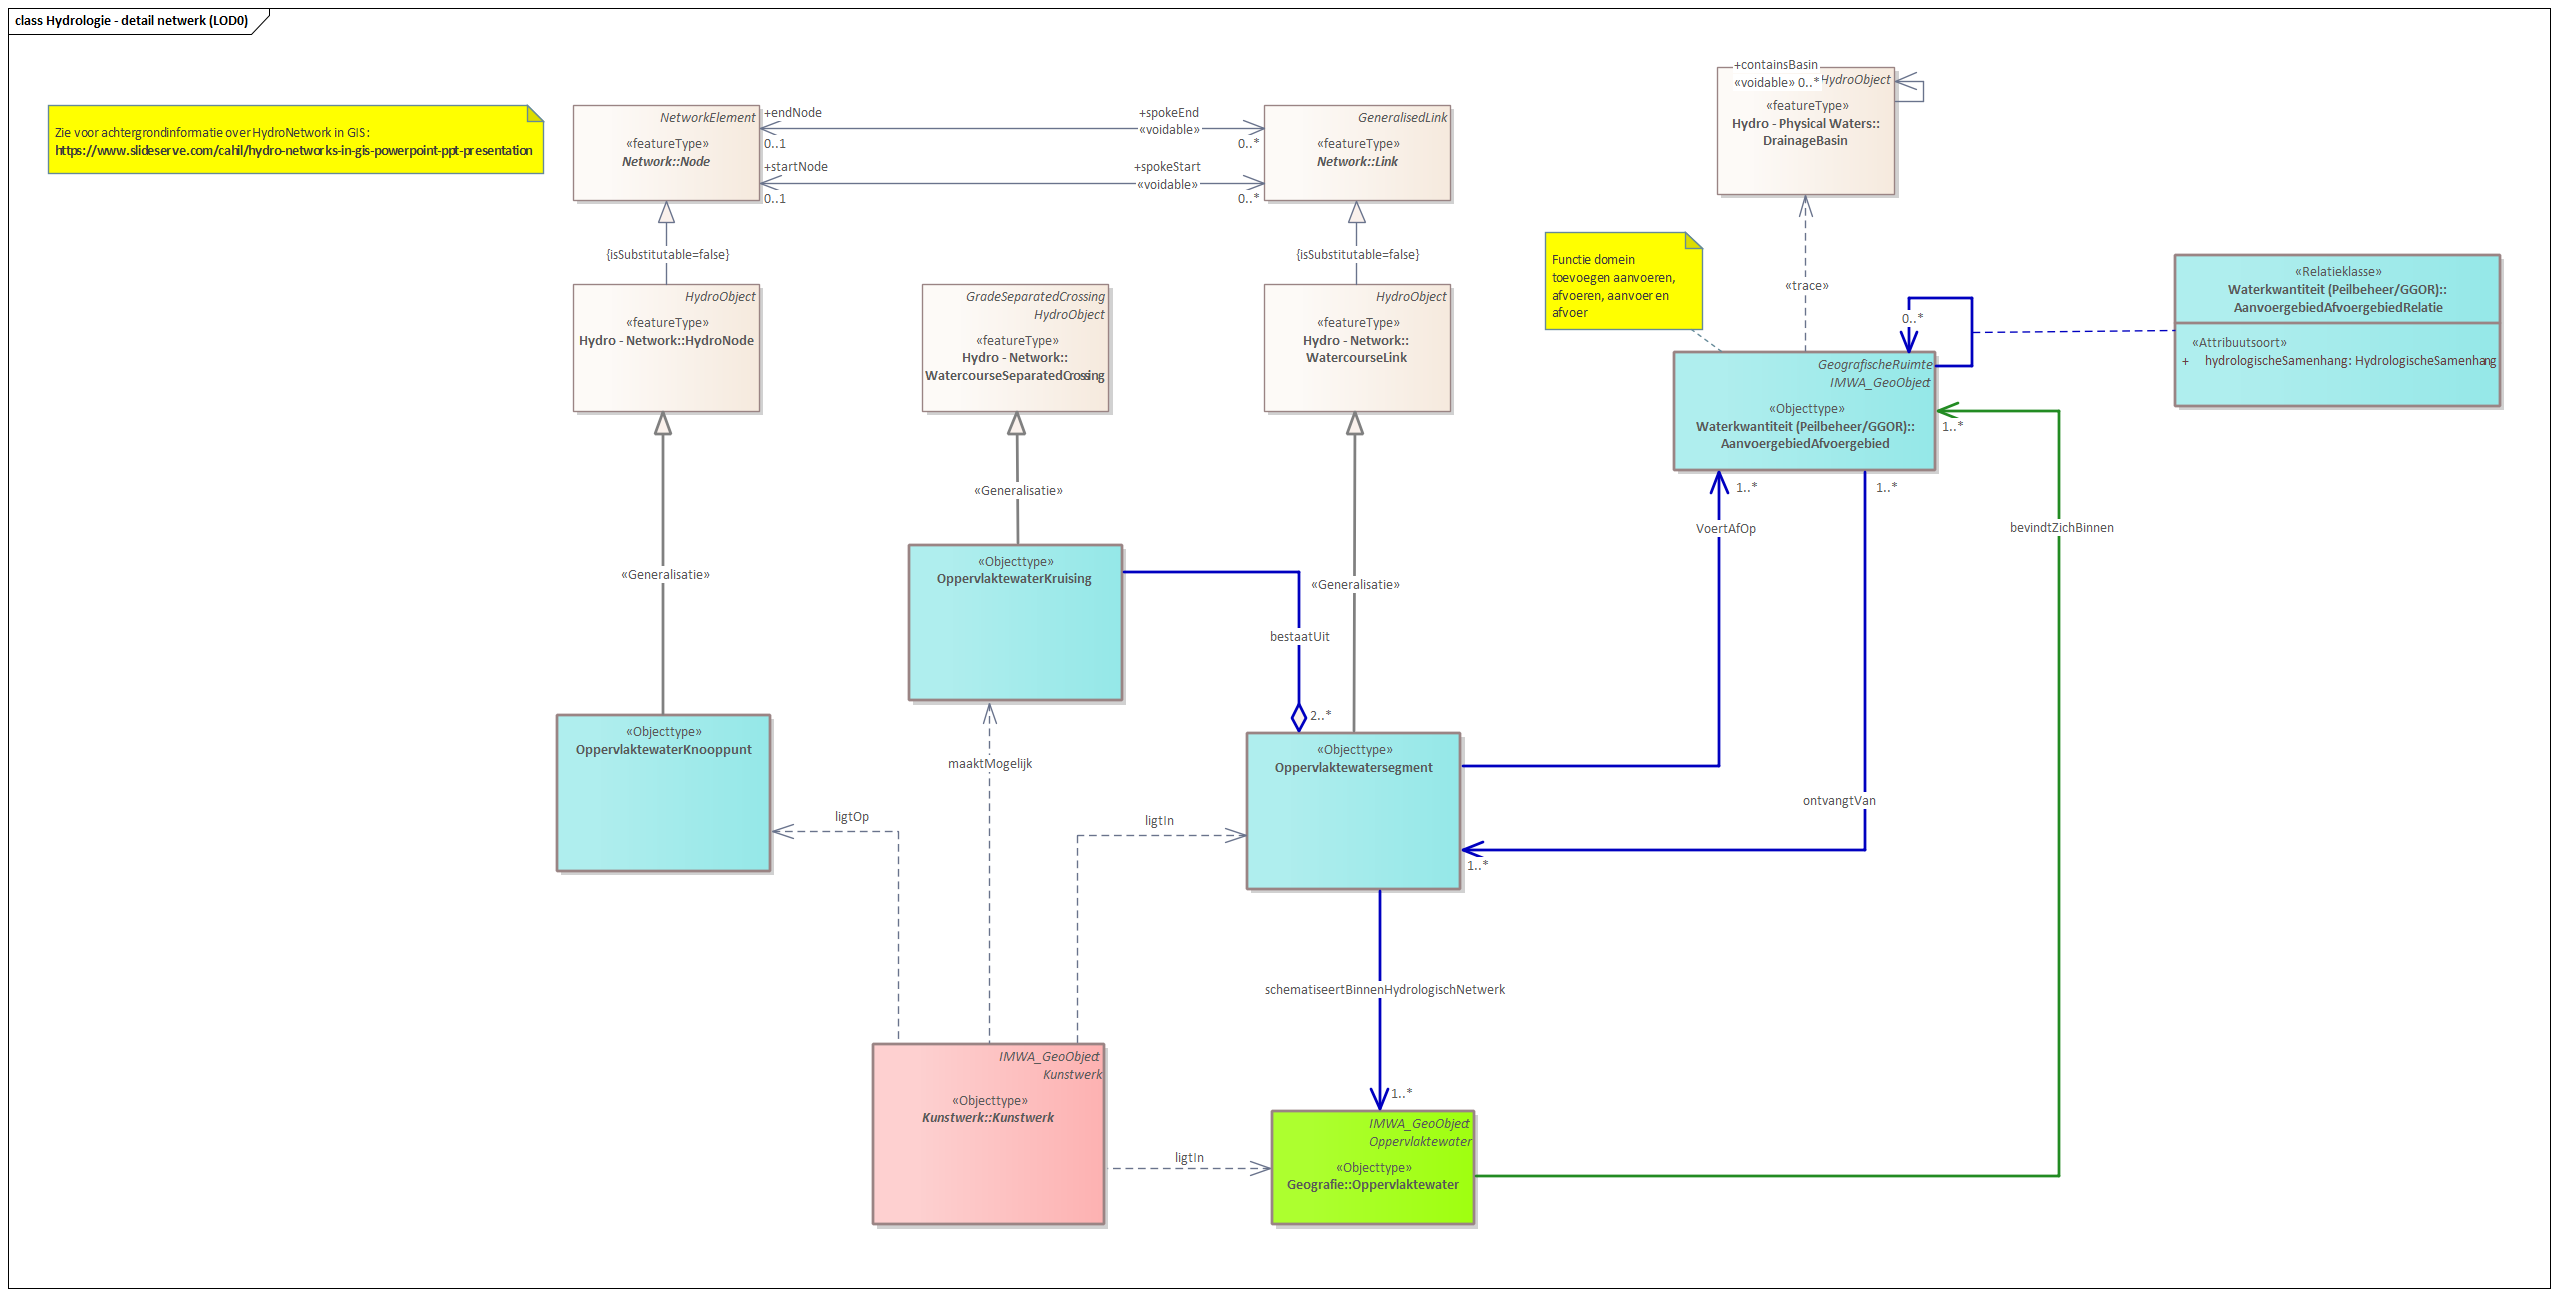 class Hydrologie - detail netwerk (LOD0)
Zie voor achtergrondinformatie over HydroNetwork in GIS:
https://www.slideserve.com/cahil/hydro-networks-in-gis-powerpoint-ppt-presentation
NetworkElement
«featureType»
Network::Node
+endNode
0..1
+startNode
0..1
+spokeEnd
«voidable»
0..*
+spokeStart
«voidable»
0..*
GeneralisedLink
«featureType»
Network::Link
+containsBasin
«voidable» 0..*
HydroObject
«featureType»
Hydro - Physical Waters::
DrainageBasin
{isSubstitutable=false}
{isSubstitutable=false}
«trace»
Functie domein
toevoegen aanvoeren,
afvoeren, aanvoer en
afvoer
«Relatieklasse»
Waterkwantiteit (Peilbeheer/GGOR)::
AanvoergebiedAfvoergebiedRelatie
«Attribuutsoort»
+ hydrologischeSamenhang: HydrologischeSamenhang
HydroObject
«featureType»
Hydro - Network::HydroNode
GradeSeparatedCrossing
HydroObject
«featureType»
Hydro - Network::
WatercourseSeparatedCrossing
HydroObject
«featureType»
Hydro - Network::
WatercourseLink
0..*
GeografischeRuimte
IMWA_GeoObject
«Objecttype»
Waterkwantiteit (Peilbeheer/GGOR)::
AanvoergebiedAfvoergebied
1..*
1..*
1..*
«Generalisatie»
«Generalisatie»
«Generalisatie»
VoertAfOp
bevindtZichBinnen
«Objecttype»
OppervlaktewaterKruising
bestaatUit
2..*
«Objecttype»
OppervlaktewaterKnooppunt
«Objecttype»
Oppervlaktewatersegment
maaktMogelijk
ligtOp
ligtIn
ontvangtVan
1..*
schematiseertBinnenHydrologischNetwerk
1..*
IMWA_GeoObject
Kunstwerk
«Objecttype»
Kunstwerk::Kunstwerk
ligtIn
IMWA_GeoObject
Oppervlaktewater
«Objecttype»
Geografie::Oppervlaktewater